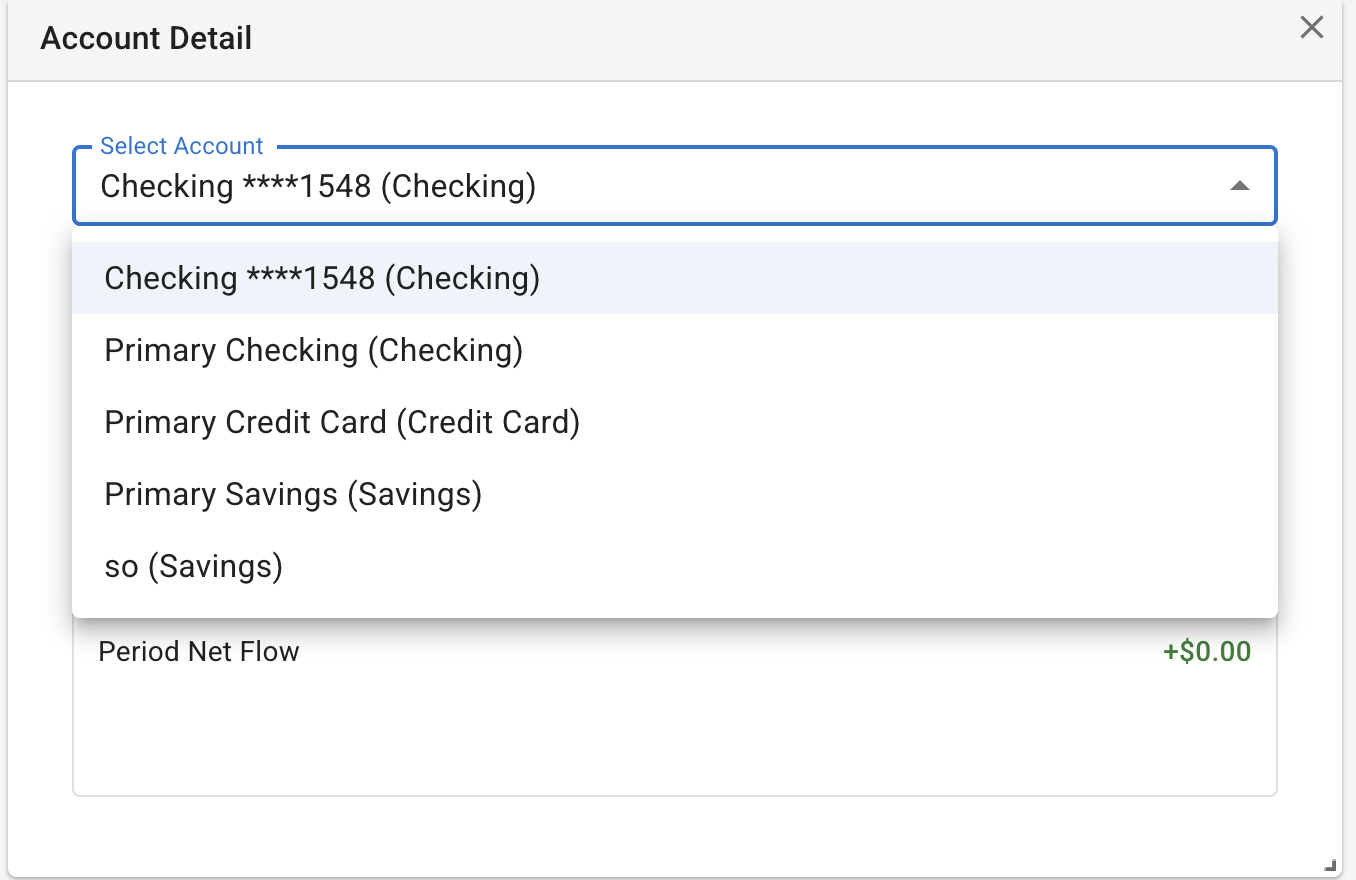 Account Detail
Select Account
Checking ****1548 (Checking)
Checking ****1548 (Checking)
Primary Checking (Checking)
Primary Credit Card (Credit Card)
Primary Savings (Savings)
so (Savings)
Period Net Flow +$0.00